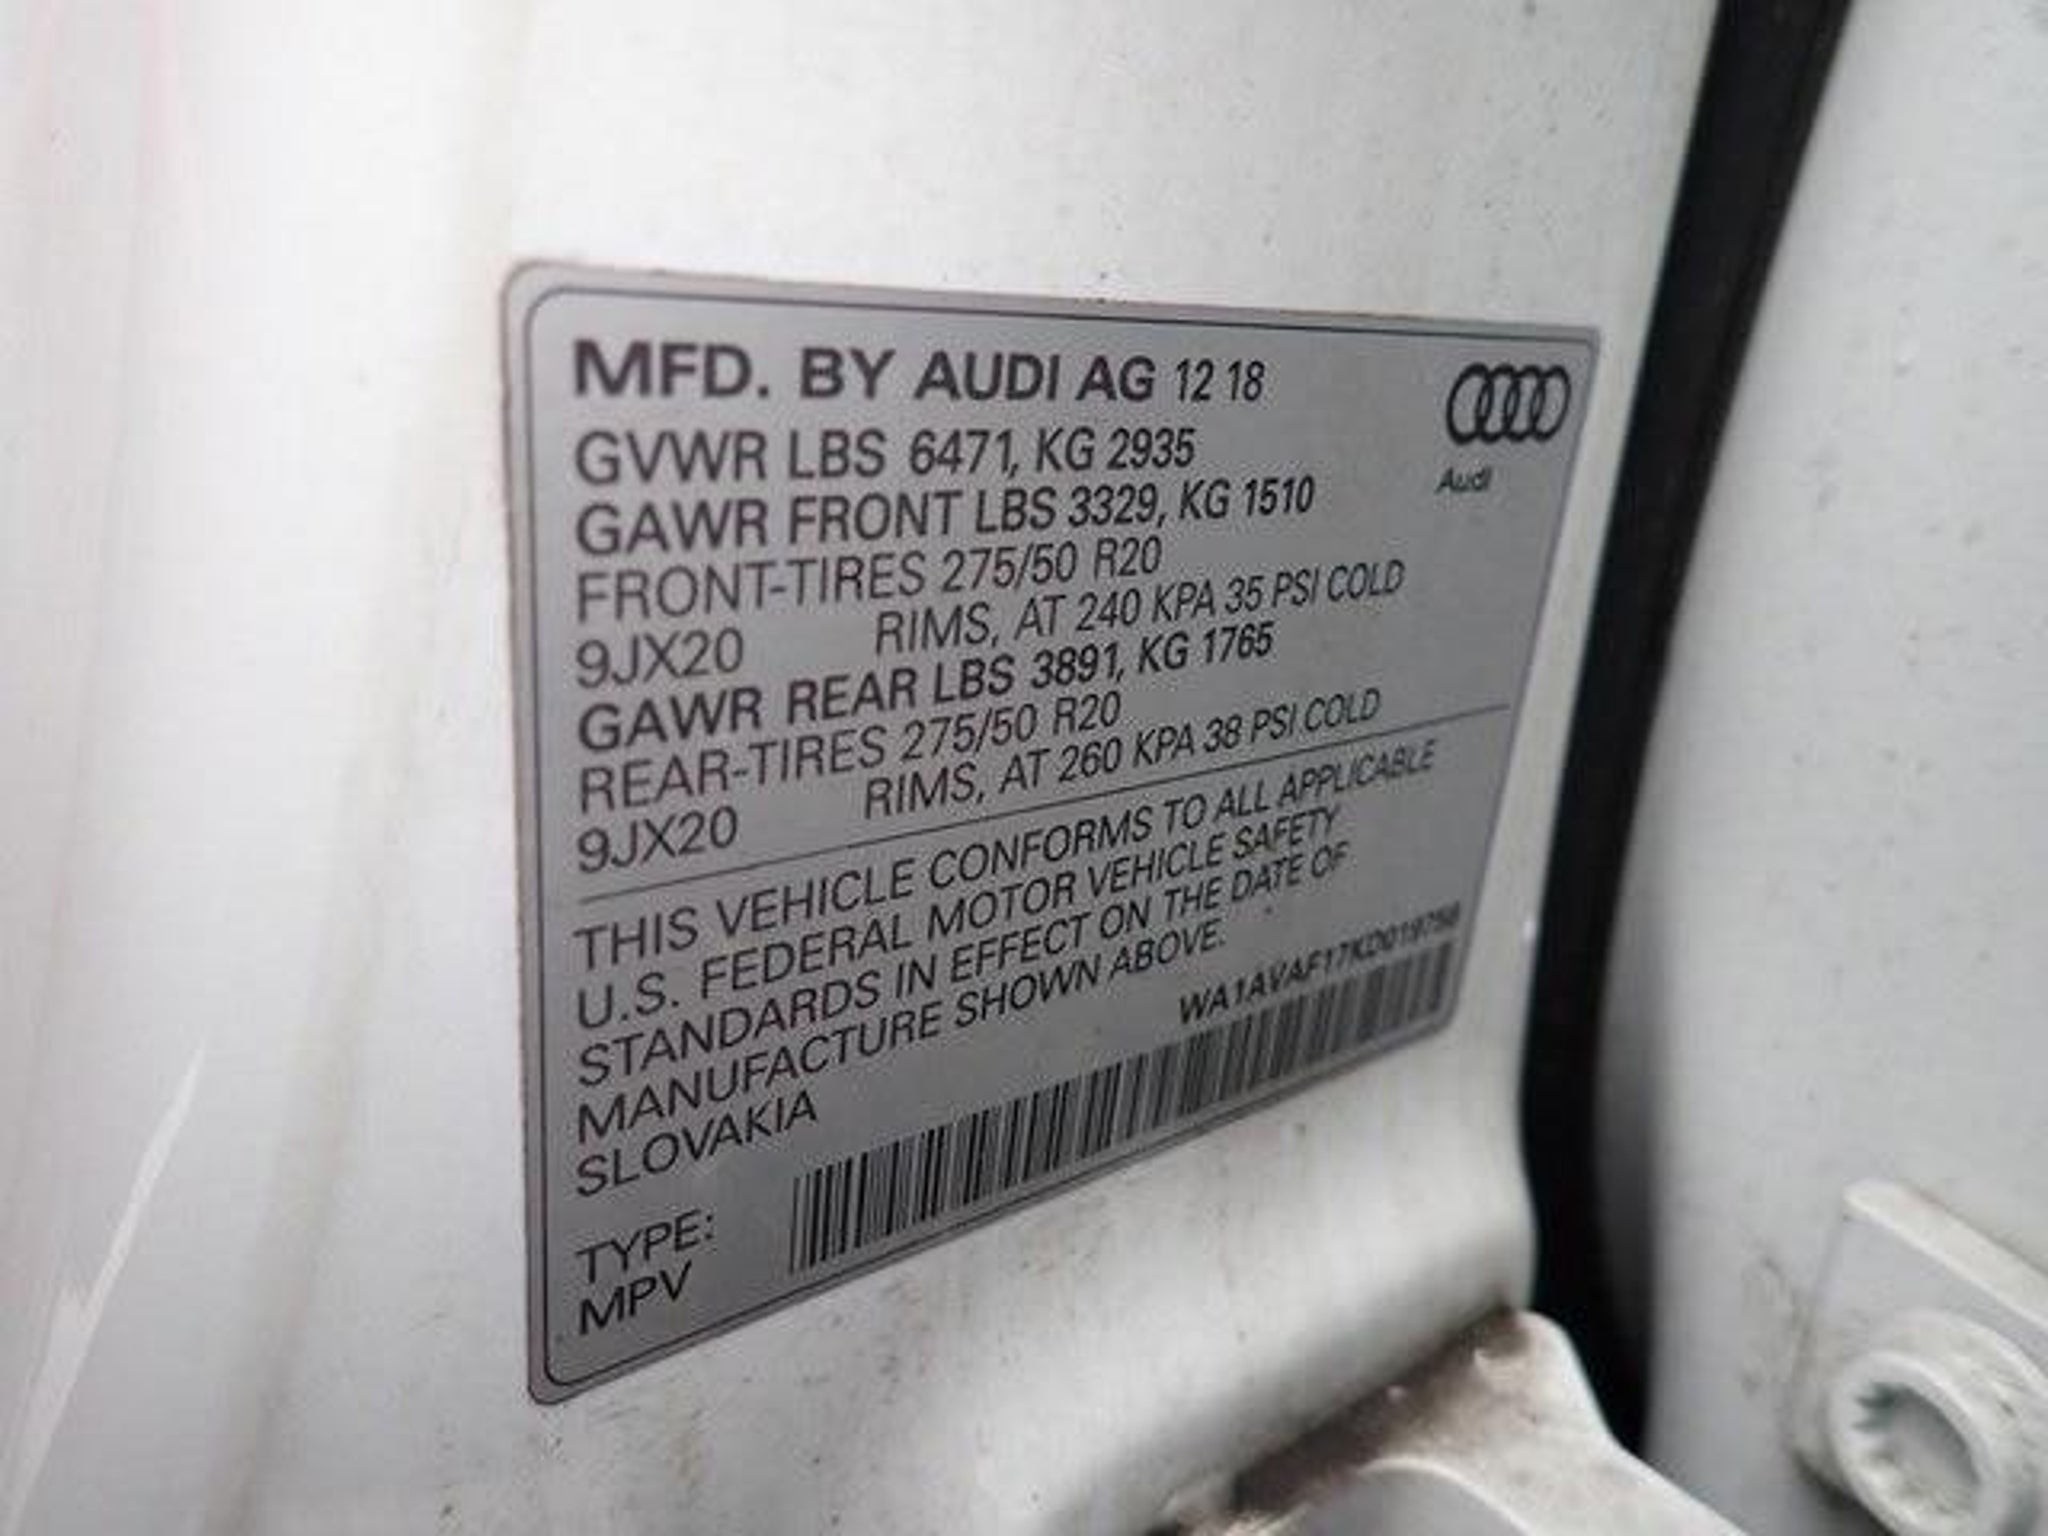 MFD. BY AUDI AG 12 18
Audi
GVWR LBS 6471, KG 2935
GAWR FRONT LBS 3329, KG 1510
FRONT-TIRES 275/50 R20
9JX20 RIMS, AT 240 KPA 35 PSI COLD
GAWR REAR LBS 3891, KG 1765
REAR-TIRES 275/50 R20
9JX20 RIMS, AT 260 KPA 38 PSI COLD
THIS VEHICLE CONFORMS TO ALL APPLICABLE
U.S. FEDERAL MOTOR VEHICLE SAFETY
STANDARDS IN EFFECT ON THE DATE OF
MANUFACTURE SHOWN ABOVE.
SLOVAKIA
WA1AVAF17KD019758
TYPE:
MPV